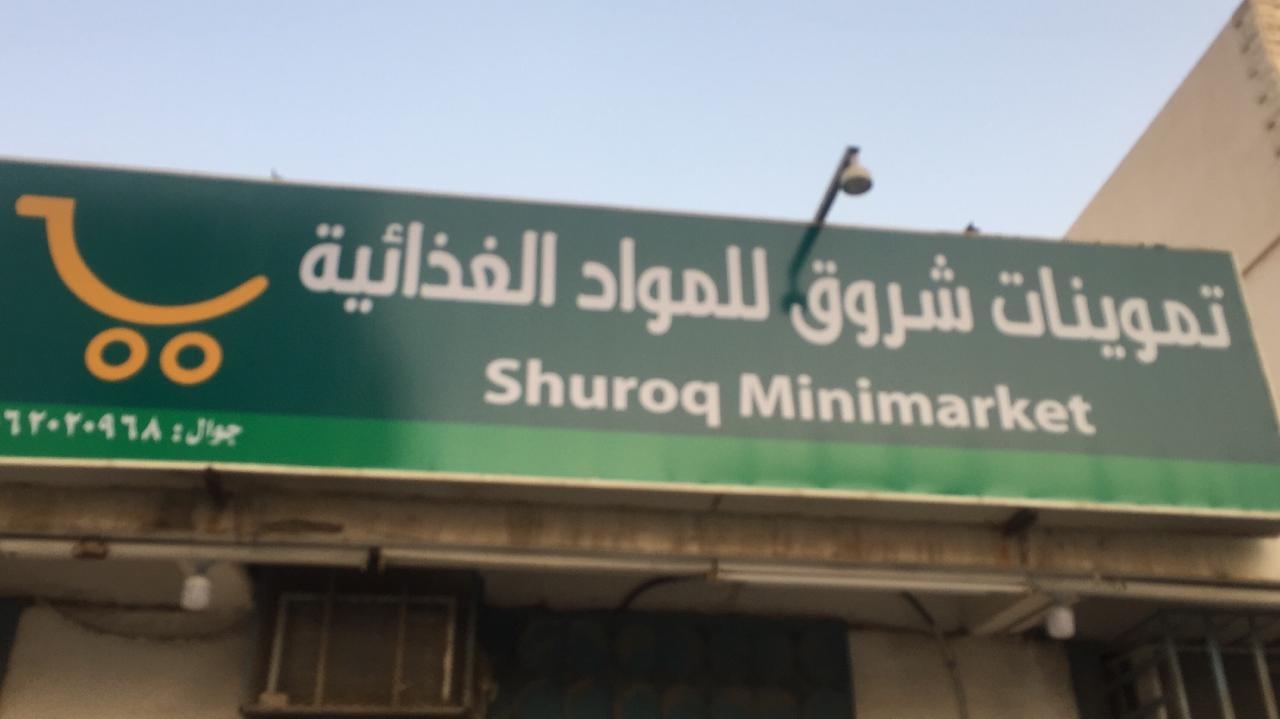 تموينات شروق للمواد الغذائية
Shuroq Minimarket
جوال: ٦٢٠٢٠٩٦٨